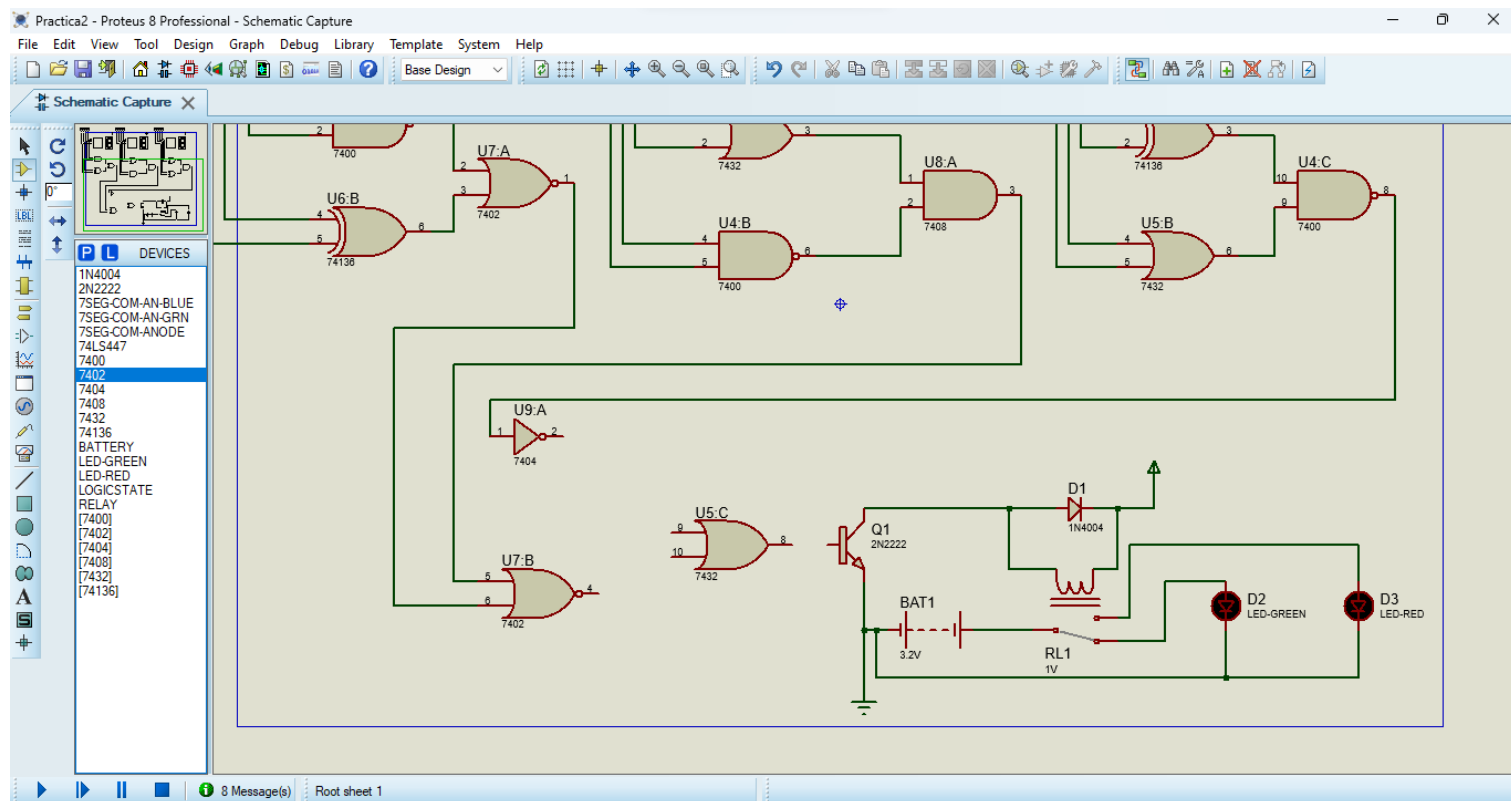 Practica2 - Proteus 8 Professional - Schematic Capture
File Edit View Tool Design Graph Debug Library Template System Help
Base Design
Schematic Capture
0°
LBL
P L DEVICES
1N4004
2N2222
7SEG-COM-AN-BLUE
7SEG-COM-AN-GRN
7SEG-COM-ANODE
74LS447
7400
7402
7404
7408
7432
74136
BATTERY
LED-GREEN
LED-RED
LOGICSTATE
RELAY
[7400]
[7402]
[7404]
[7408]
[7432]
[74136]
2
7400
U7:A
2
3
1
7402
U6:B
4
5
6
74136
2
3
7432
U8:A
1
2
3
7408
U4:B
4
5
6
7400
2
3
74136
U4:C
10
9
8
7400
U5:B
4
5
6
7432
U9:A
1
2
7404
U5:C
9
10
8
7432
U7:B
5
6
4
7402
Q1
2N2222
D1
1N4004
BAT1
3.2V
RL1
1V
D2
LED-GREEN
D3
LED-RED
8 Message(s) Root sheet 1